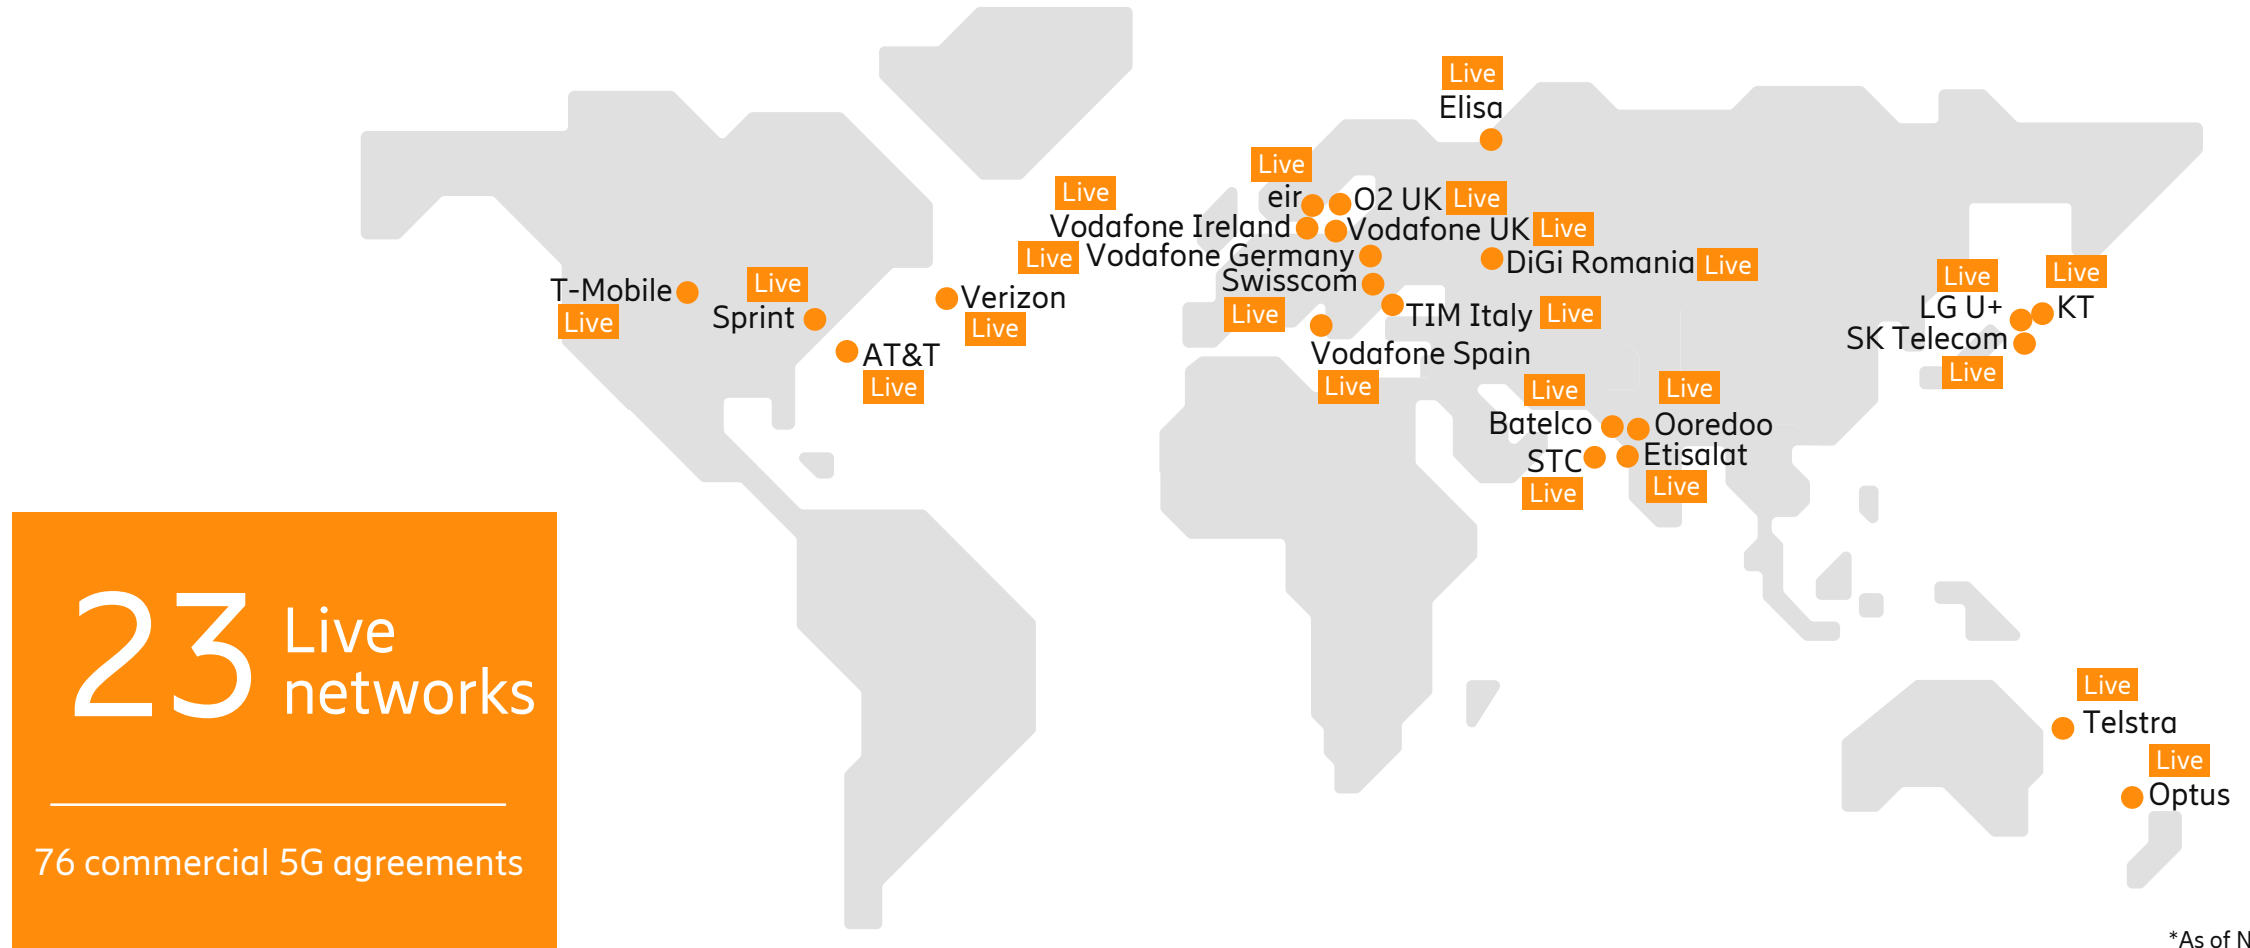 Live
Elisa
Live
eir
O2 UK Live
Live
Vodafone Ireland
Vodafone UK Live
Live Vodafone Germany
DiGi Romania Live
Swisscom
Live
TIM Italy Live
Vodafone Spain
Live
T-Mobile
Live
Live
Sprint
Verizon
Live
AT&T
Live
Live
Live
LG U+
KT
SK Telecom
Live
Live
Live
Batelco
Ooredoo
STC
Etisalat
Live
Live
23 Live
networks
76 commercial 5G agreements
Live
Telstra
Live
Optus
*As of N